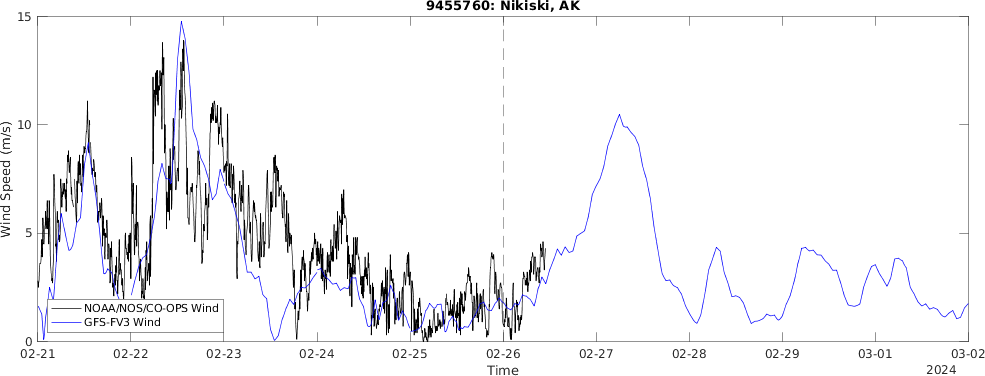 9455760: Nikiski, AK
15
10
5
0
Wind Speed (m/s)
NOAA/NOS/CO-OPS Wind
GFS-FV3 Wind
02-21 02-22 02-23 02-24 02-25 02-26 02-27 02-28 02-29 03-01 03-02
Time
2024